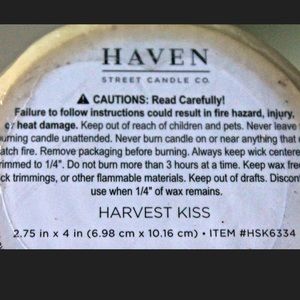 HAVEN
STREET CANDLE CO.
⚠ CAUTIONS: Read Carefully!
Failure to follow instructions could result in fire hazard, injury,
or heat damage. Keep out of reach of children and pets. Never leave
burning candle unattended. Never burn candle on or near anything that
catch fire. Remove packaging before burning. Always keep wick centered
trimmed to 1/4". Do not burn more than 3 hours at a time. Keep wax free
wick trimmings, or other flammable materials. Keep out of drafts. Discon
use when 1/4" of wax remains.
HARVEST KISS
2.75 in x 4 in (6.98 cm x 10.16 cm) • ITEM #HSK6334